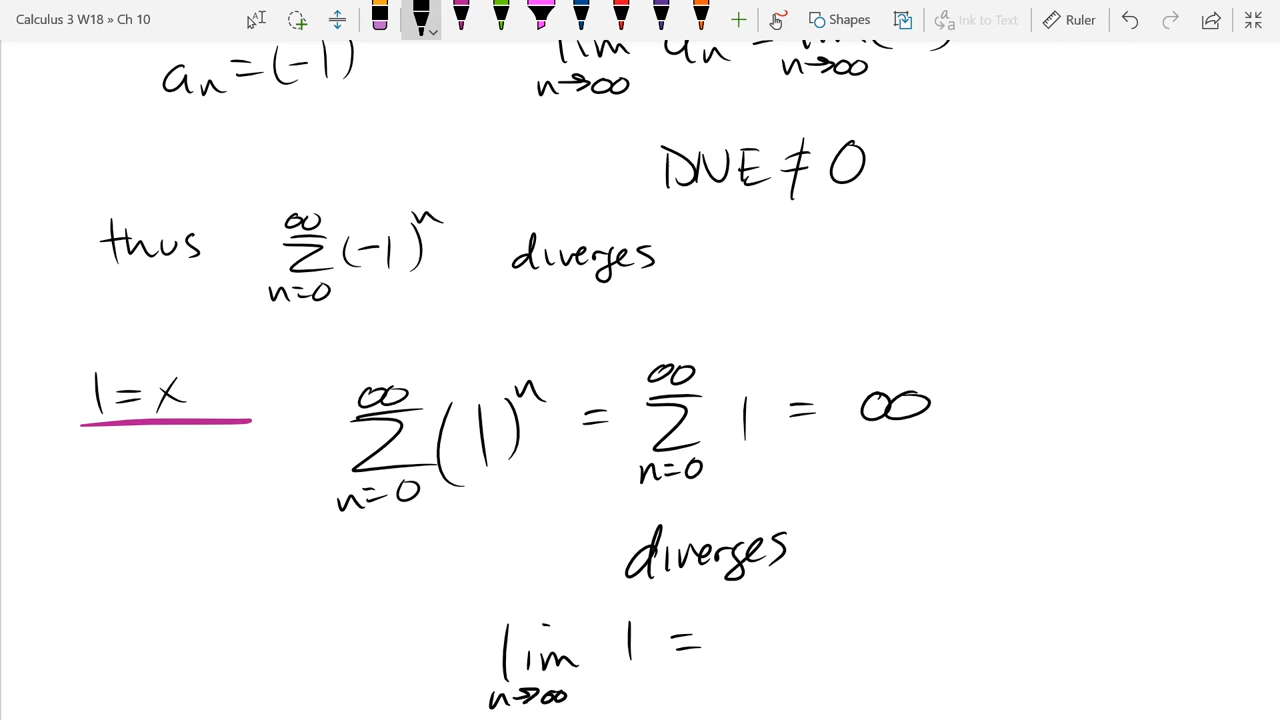 Calculus 3 W18 » Ch 10 Shapes Ink to Text Ruler
aₙ = (-1) lim aₙ =
n→∞ n→∞
DNE ≠ 0
thus ∞ Σ n=0 (-1)ⁿ diverges
1 = x ∞ Σ n=0 (1)ⁿ = ∞ Σ n=0 1 = ∞
diverges
lim 1 =
n→∞